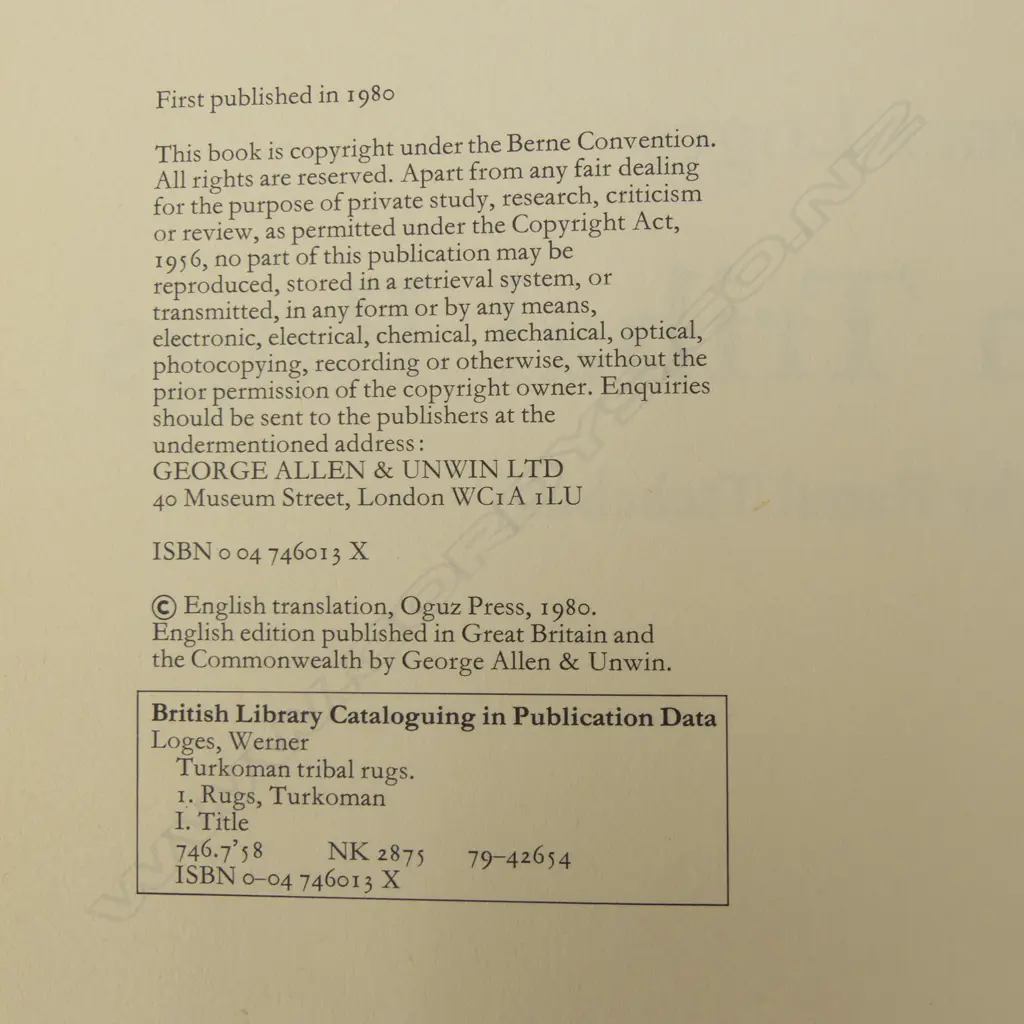 First published in 1980
This book is copyright under the Berne Convention.
All rights are reserved. Apart from any fair dealing
for the purpose of private study, research, criticism
or review, as permitted under the Copyright Act,
1956, no part of this publication may be
reproduced, stored in a retrieval system, or
transmitted, in any form or by any means,
electronic, electrical, chemical, mechanical, optical,
photocopying, recording or otherwise, without the
prior permission of the copyright owner. Enquiries
should be sent to the publishers at the
undermentioned address:
GEORGE ALLEN & UNWIN LTD
40 Museum Street, London WC1A 1LU
ISBN 0 04 746013 X
© English translation, Oguz Press, 1980.
English edition published in Great Britain and
the Commonwealth by George Allen & Unwin.
British Library Cataloguing in Publication Data
Loges, Werner
Turkoman tribal rugs.
1. Rugs, Turkoman
I. Title
746.7'58 NK 2875 79–42654
ISBN 0–04 746013 X